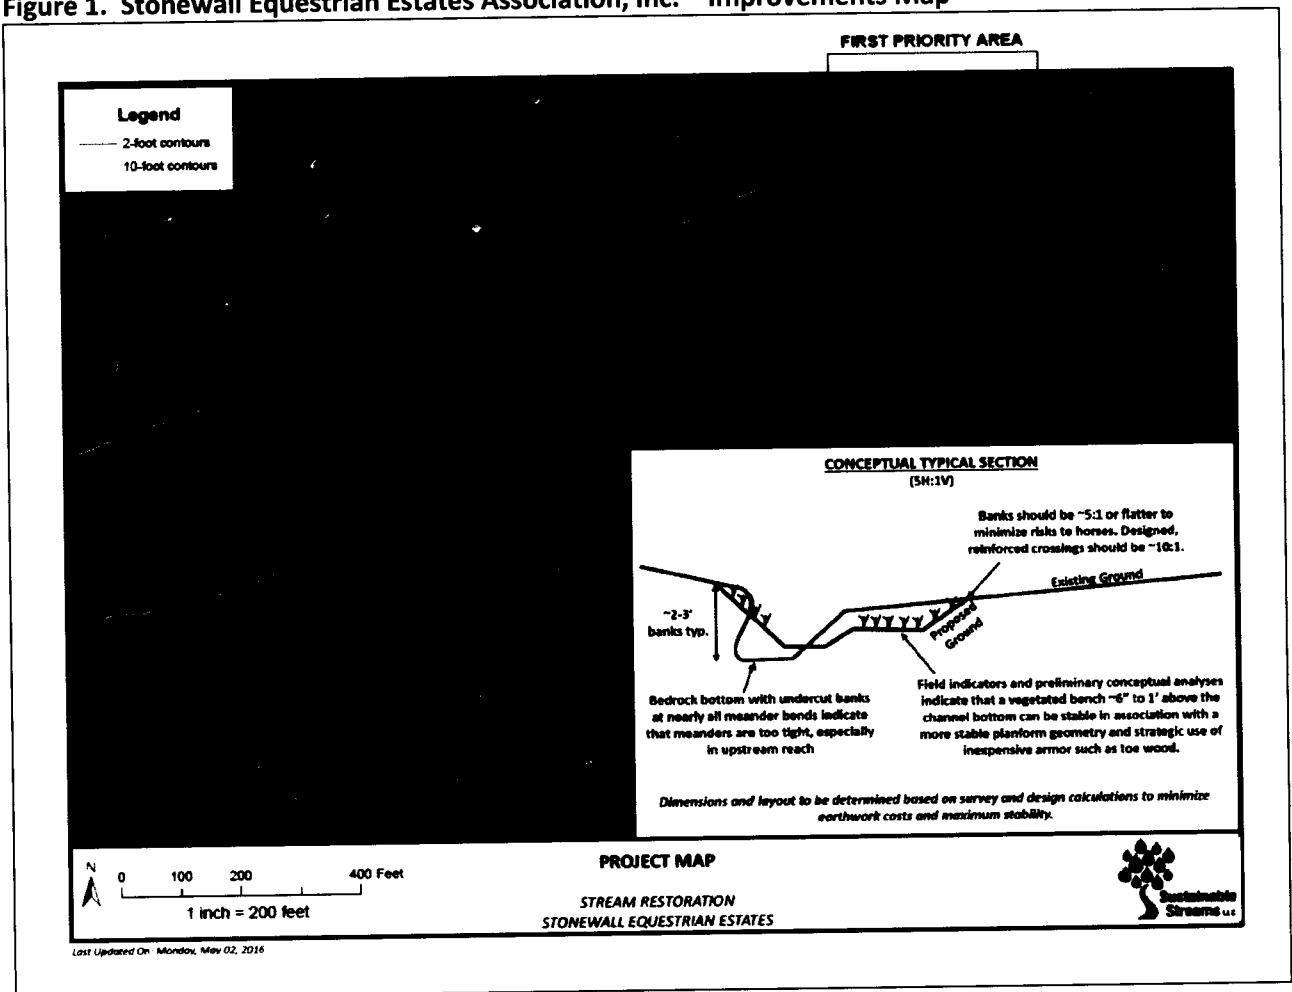 Figure 1. Stonewall Equestrian Estates Association, Inc. – Improvements Map
FIRST PRIORITY AREA
Legend
2-foot contours
10-foot contours
CONCEPTUAL TYPICAL SECTION
(5H:1V)
Banks should be ~5:1 or flatter to
minimize risks to horses. Designed,
reinforced crossings should be ~10:1.
Existing Ground
~2-3'
banks typ.
Proposed
Ground
Bedrock bottom with undercut banks
at nearly all meander bends indicate
that meanders are too tight, especially
in upstream reach
Field indicators and preliminary conceptual analyses
indicate that a vegetated bench ~6" to 1' above the
channel bottom can be stable in association with a
more stable planform geometry and strategic use of
inexpensive armor such as toe wood.
Dimensions and layout to be determined based on survey and design calculations to minimize
earthwork costs and maximum stability.
N
0 100 200 400 Feet
1 inch = 200 feet
PROJECT MAP
STREAM RESTORATION
STONEWALL EQUESTRIAN ESTATES
Sustainable
Streams LLC
Last Updated On Monday, May 02, 2016